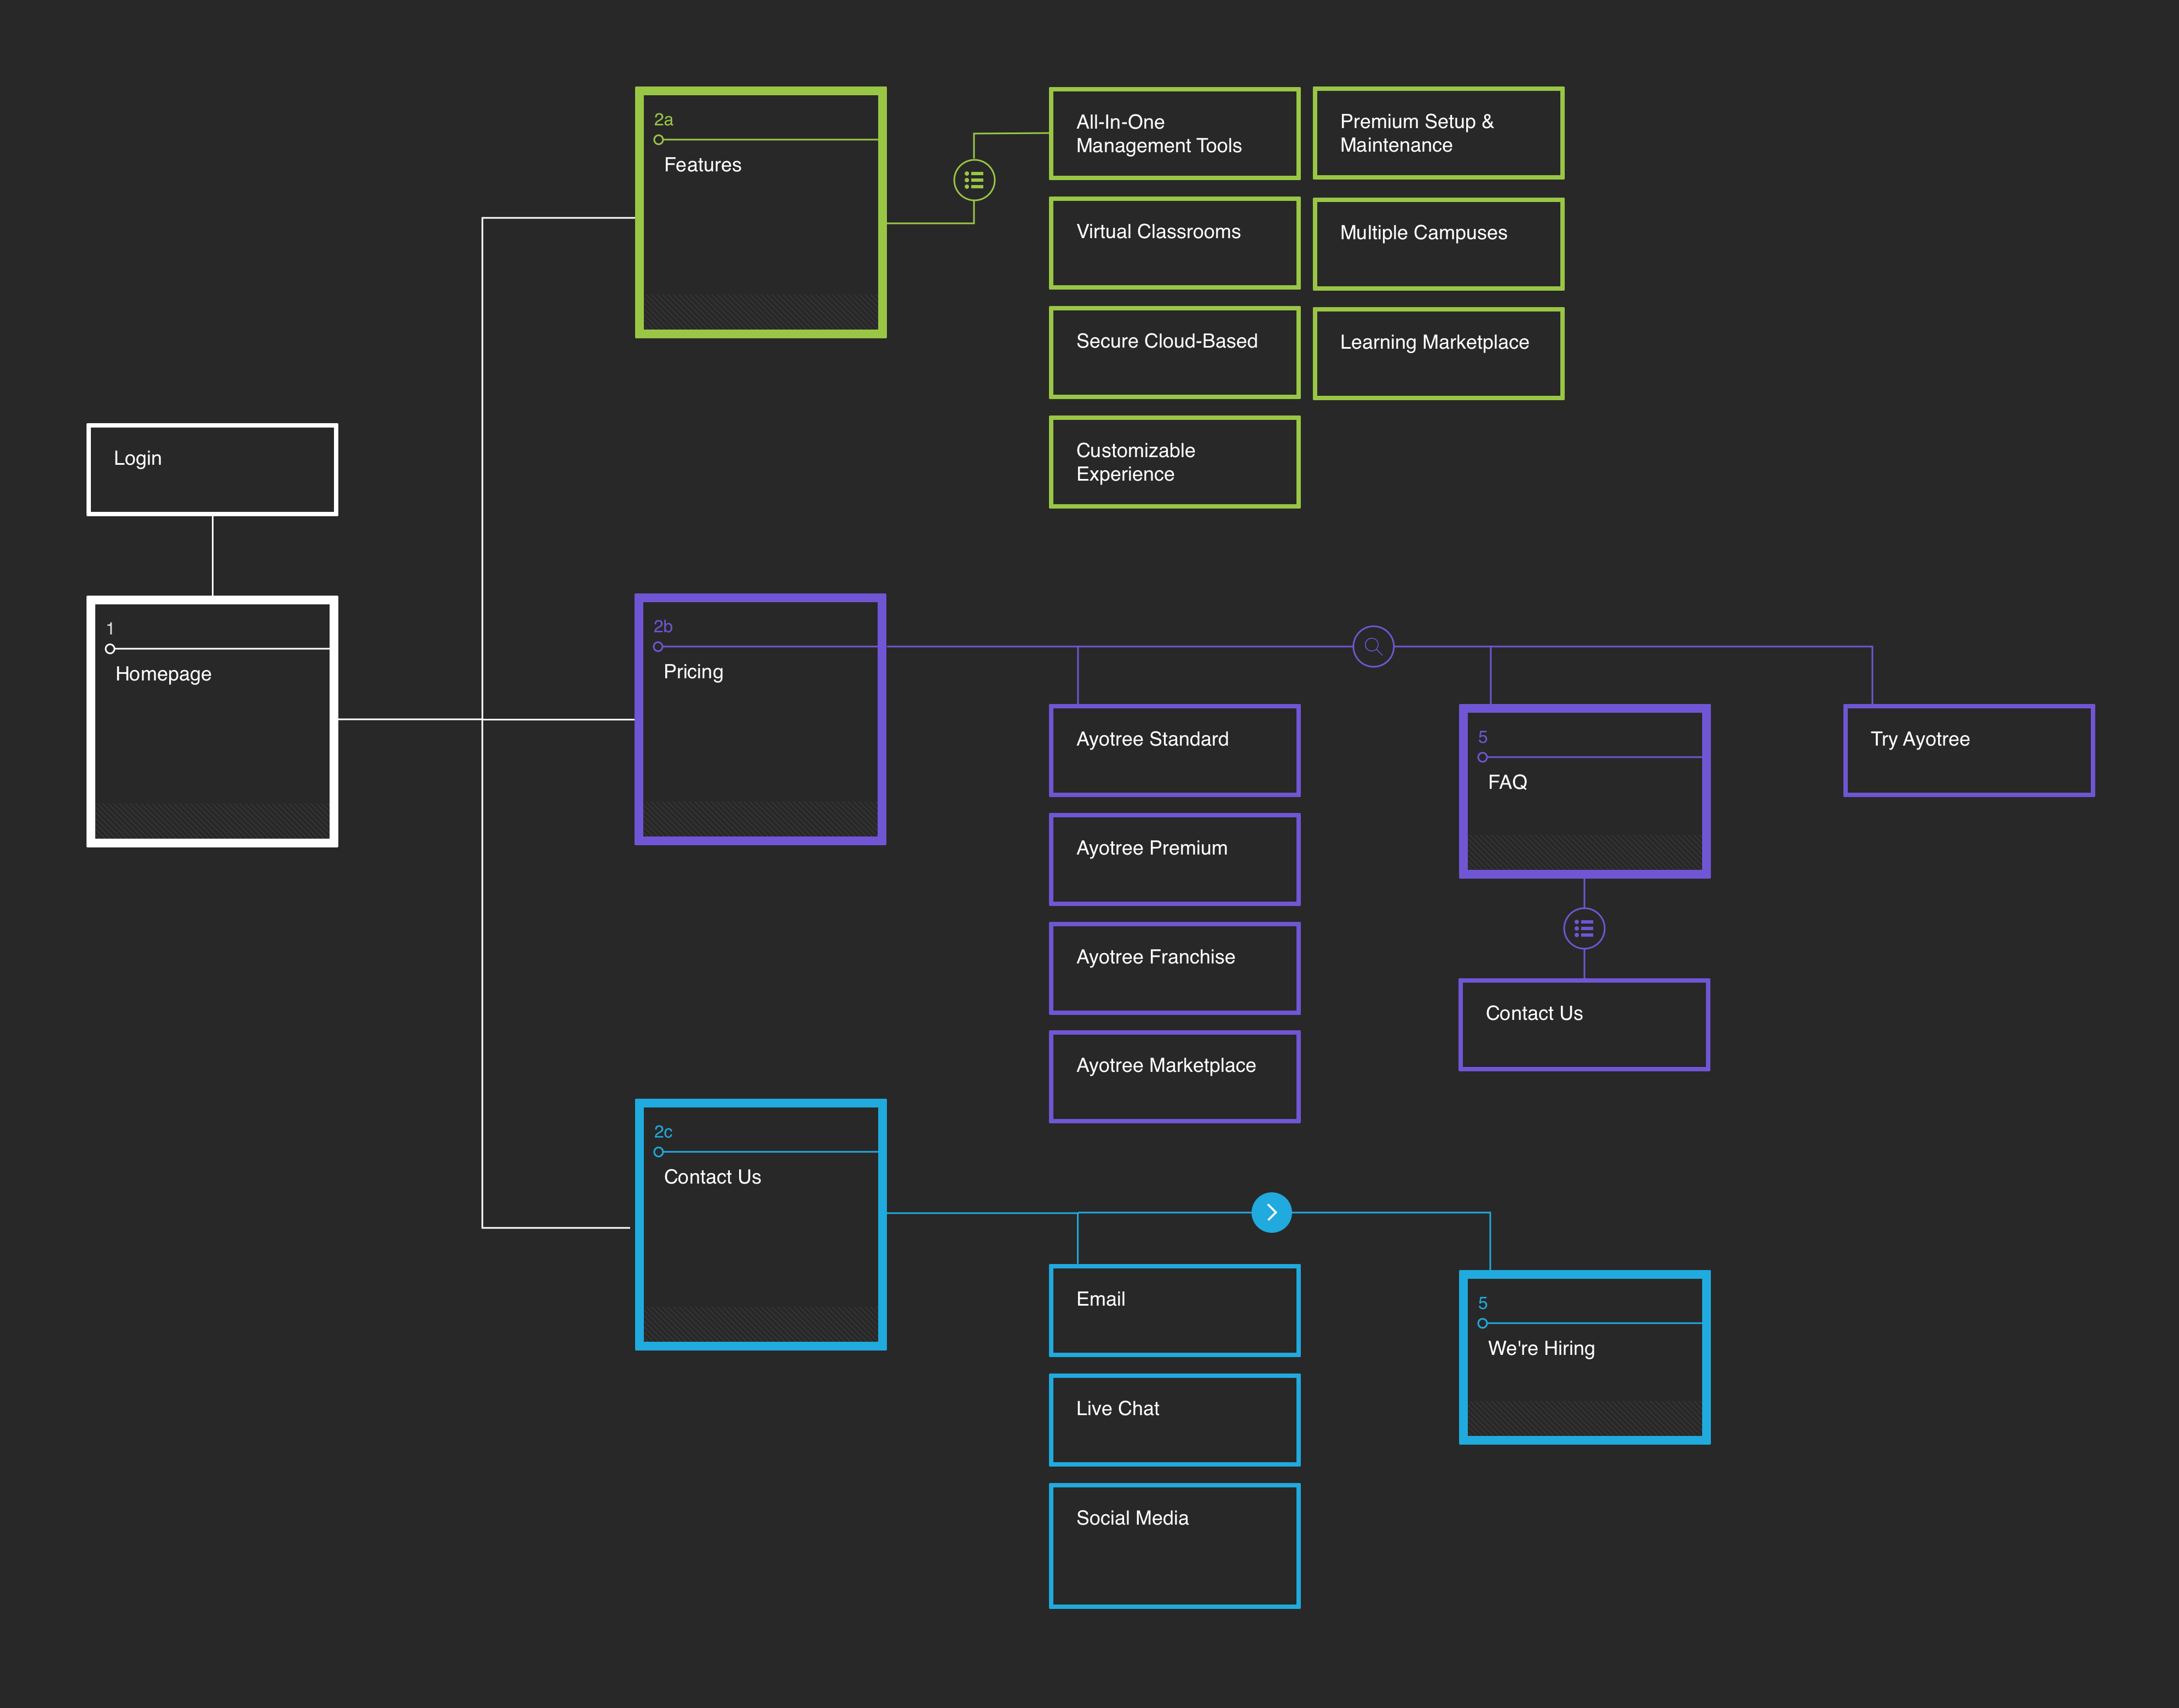 2a
Features
All-In-One
Management Tools
Premium Setup &
Maintenance
Virtual Classrooms
Multiple Campuses
Secure Cloud-Based
Learning Marketplace
Customizable
Experience
Login
1
Homepage
2b
Pricing
Ayotree Standard
Ayotree Premium
Ayotree Franchise
Ayotree Marketplace
5
FAQ
Contact Us
Try Ayotree
2c
Contact Us
Email
Live Chat
Social Media
5
We're Hiring